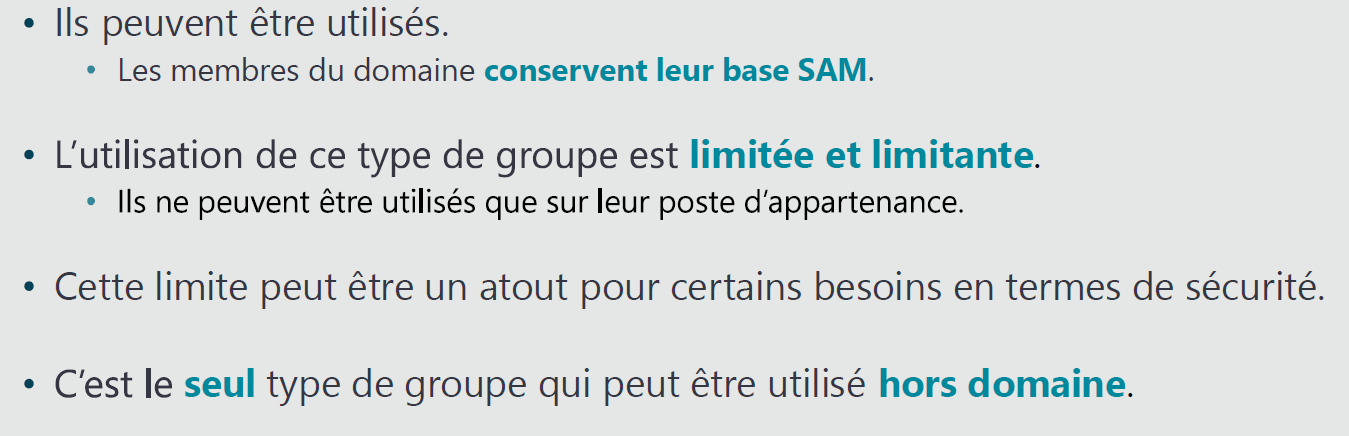 • Ils peuvent être utilisés.
• Les membres du domaine conservent leur base SAM.
• L’utilisation de ce type de groupe est limitée et limitante.
• Ils ne peuvent être utilisés que sur leur poste d’appartenance.
• Cette limite peut être un atout pour certains besoins en termes de sécurité.
• C’est le seul type de groupe qui peut être utilisé hors domaine.